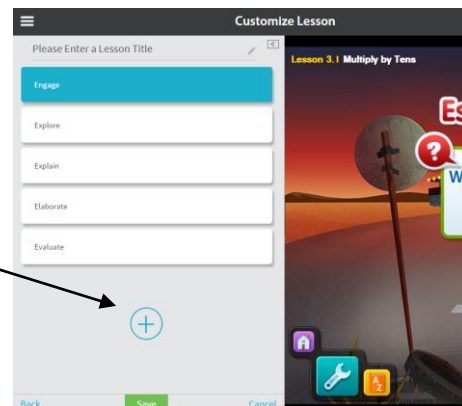 Customize Lesson
Please Enter a Lesson Title
Engage
Explore
Explain
Elaborate
Evaluate
Back
Save
Cancel
Lesson 3.1 Multiply by Tens
Es
?
W
A
Z